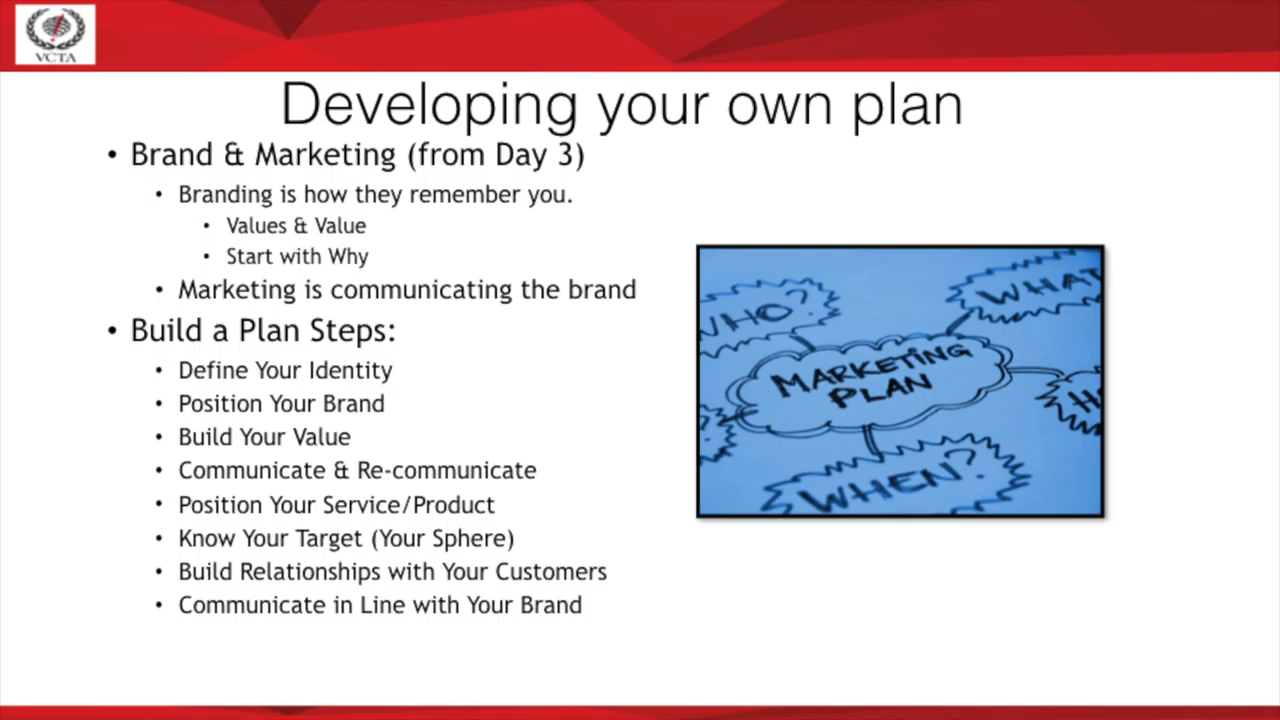 VCTA
Developing your own plan
• Brand & Marketing (from Day 3)
• Branding is how they remember you.
• Values & Value
• Start with Why
• Marketing is communicating the brand
• Build a Plan Steps:
• Define Your Identity
• Position Your Brand
• Build Your Value
• Communicate & Re-communicate
• Position Your Service/Product
• Know Your Target (Your Sphere)
• Build Relationships with Your Customers
• Communicate in Line with Your Brand
WHO?
WHAT
MARKETING
PLAN
WHEN?